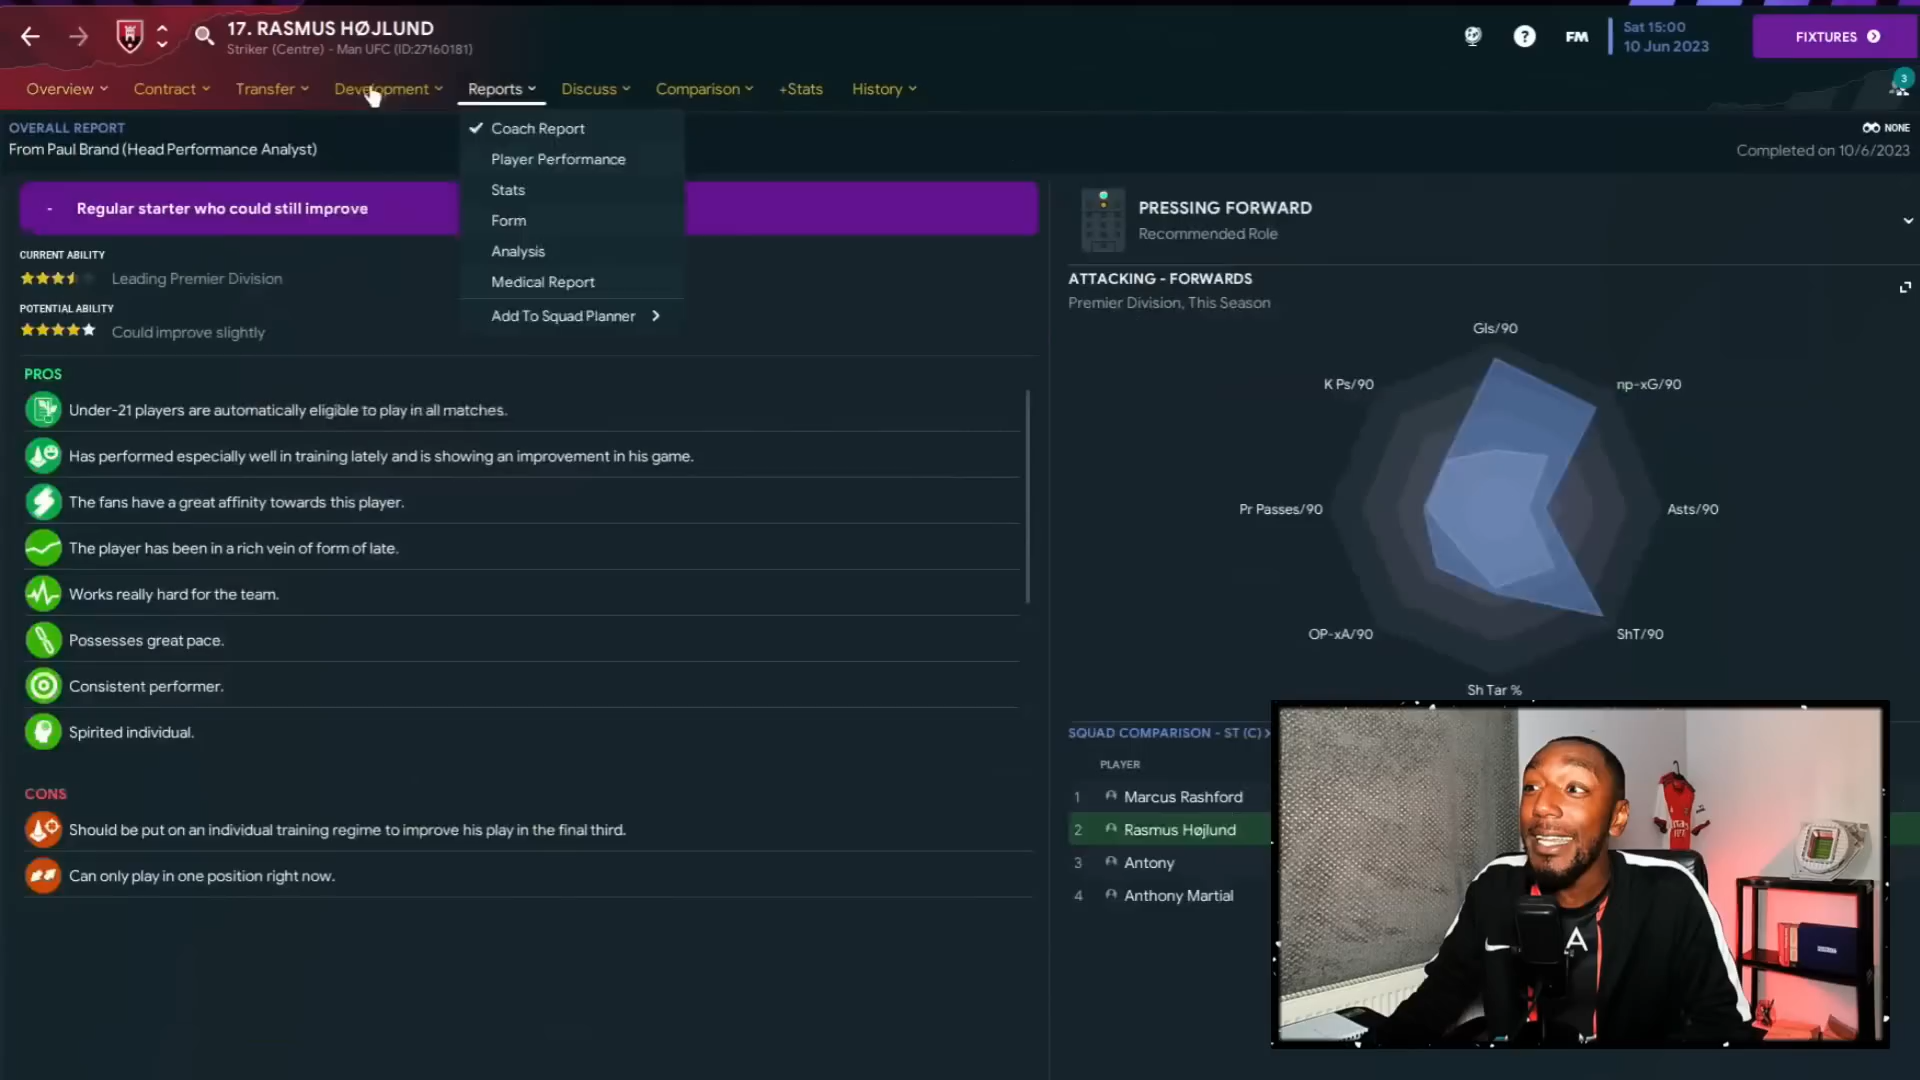 17. RASMUS HØJLUND
Striker (Centre) - Man UFC (ID:27160181)
FM
Sat 15:00
10 Jun 2023
FIXTURES
Overview
Contract
Transfer
Development
Reports
Discuss
Comparison
+Stats
History
3
OVERALL REPORT
From Paul Brand (Head Performance Analyst)
NONE
Completed on 10/6/2023
Coach Report
Player Performance
Stats
Form
Analysis
Medical Report
Add To Squad Planner
- Regular starter who could still improve
CURRENT ABILITY
Leading Premier Division
POTENTIAL ABILITY
Could improve slightly
PROS
Under-21 players are automatically eligible to play in all matches.
Has performed especially well in training lately and is showing an improvement in his game.
The fans have a great affinity towards this player.
The player has been in a rich vein of form of late.
Works really hard for the team.
Possesses great pace.
Consistent performer.
Spirited individual.
CONS
Should be put on an individual training regime to improve his play in the final third.
Can only play in one position right now.
PRESSING FORWARD
Recommended Role
ATTACKING - FORWARDS
Premier Division, This Season
Gls/90
K Ps/90
np-xG/90
Pr Passes/90
Asts/90
OP-xA/90
ShT/90
Sh Tar %
SQUAD COMPARISON - ST (C)
PLAYER
1 Marcus Rashford
2 Rasmus Højlund
3 Antony
4 Anthony Martial
A